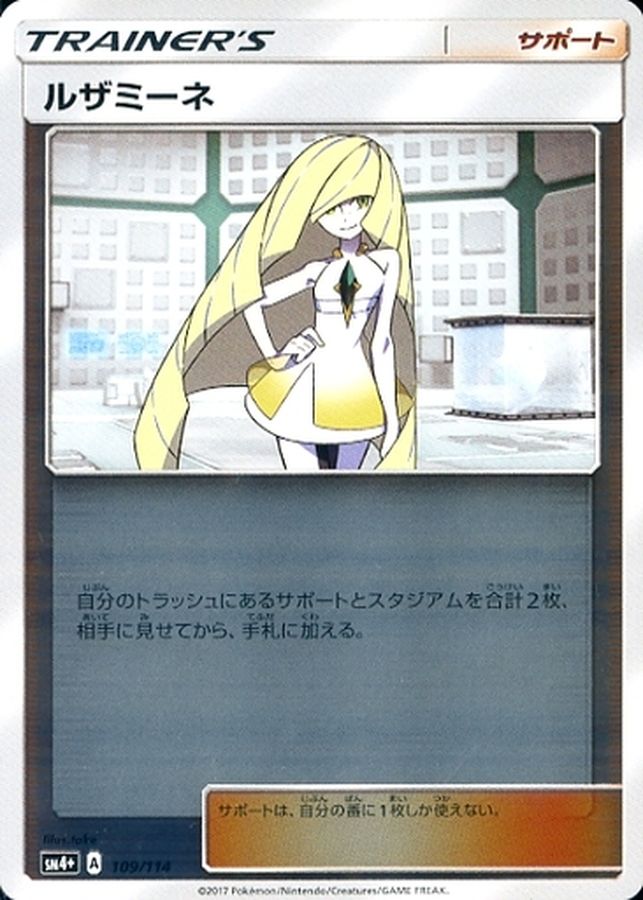 TRAINER'S
サポート
ルザミーネ
自分のトラッシュにあるサポートとスタジアムを合計2枚、
相手に見せてから、手札に加える。
サポートは、自分の番に1枚しか使えない。
illus.take
SM4+ A 109/114
©2017 Pokémon/Nintendo/Creatures/GAME FREAK.